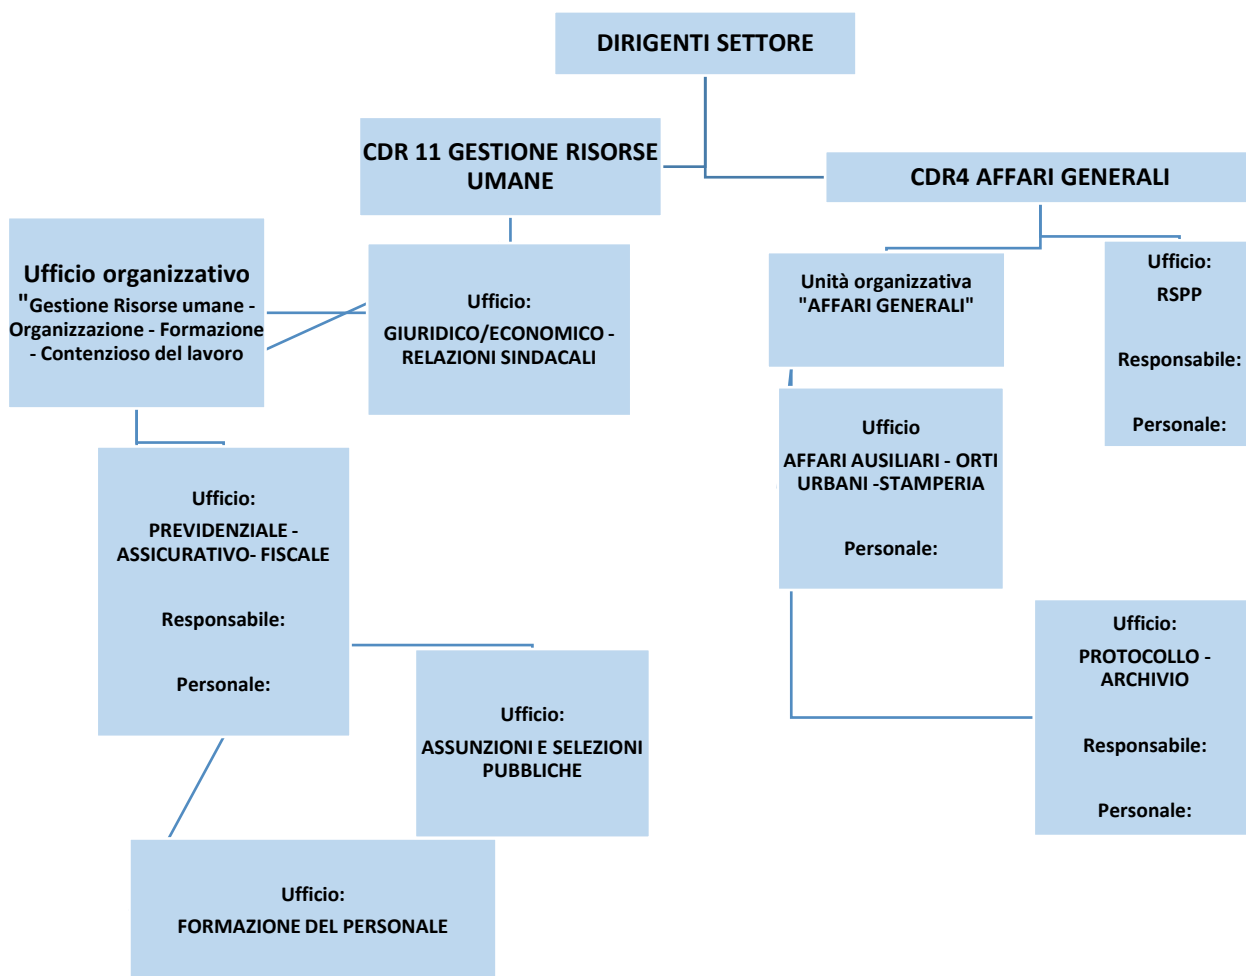 DIRIGENTI SETTORE
CDR 11 GESTIONE RISORSE
UMANE
CDR4 AFFARI GENERALI
Ufficio organizzativo
"Gestione Risorse umane -
Organizzazione - Formazione
- Contenzioso del lavoro
Ufficio:
GIURIDICO/ECONOMICO -
RELAZIONI SINDACALI
Unità organizzativa
"AFFARI GENERALI"
Ufficio:
RSPP
Responsabile:
Personale:
Ufficio
AFFARI AUSILIARI - ORTI
URBANI -STAMPERIA
Personale:
Ufficio:
PREVIDENZIALE -
ASSICURATIVO- FISCALE
Responsabile:
Personale:
Ufficio:
ASSUNZIONI E SELEZIONI
PUBBLICHE
Ufficio:
PROTOCOLLO -
ARCHIVIO
Responsabile:
Personale:
Ufficio:
FORMAZIONE DEL PERSONALE